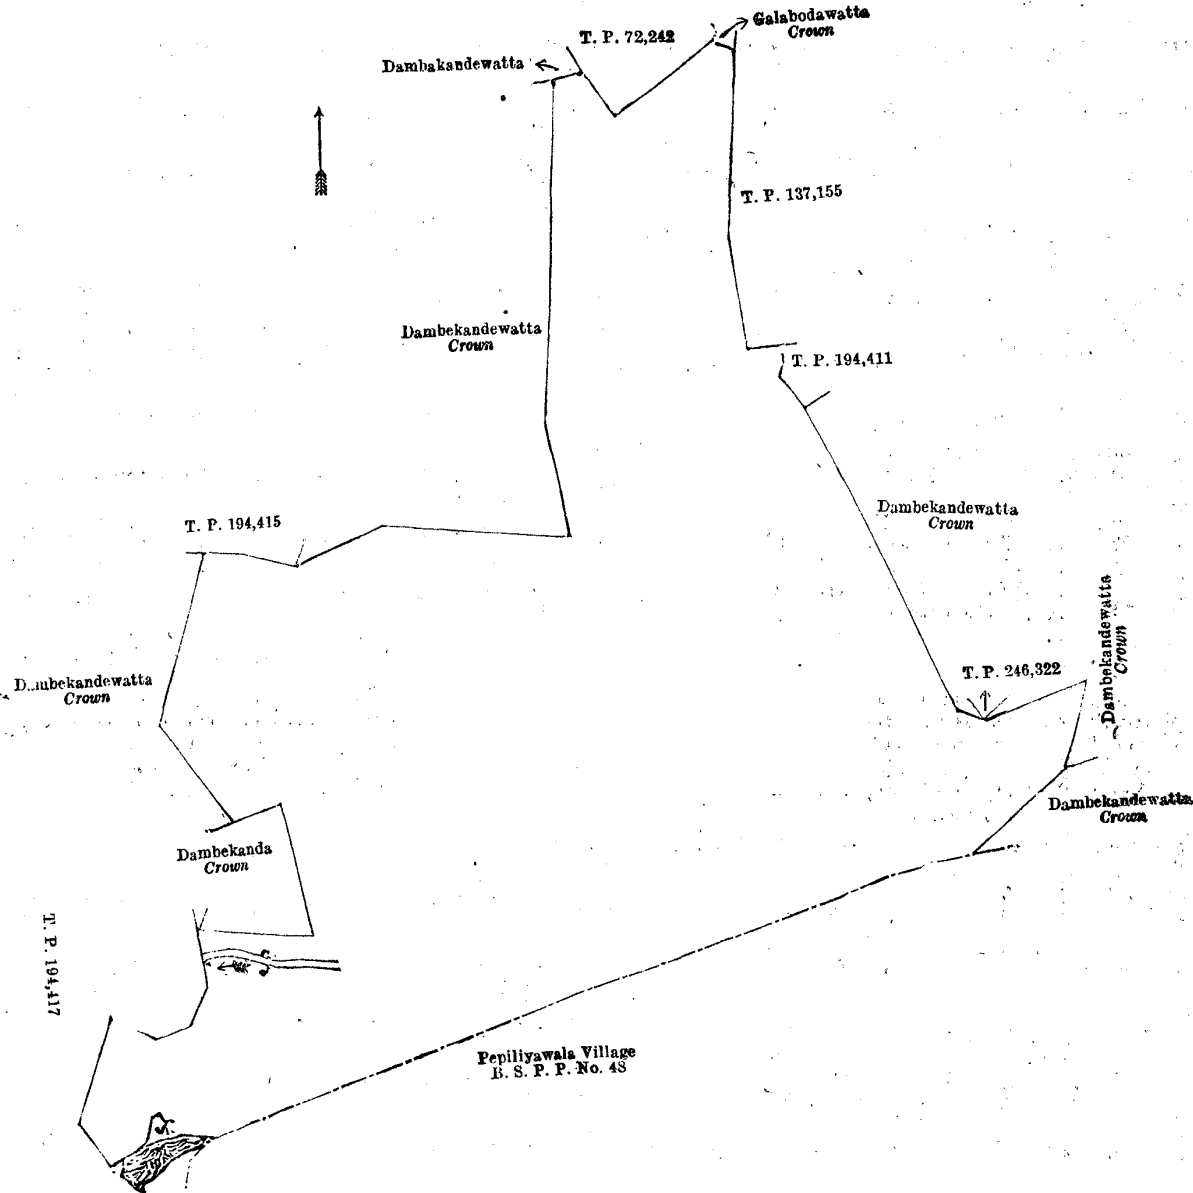 Galabodawatta
Crown
T. P. 72,242
Dambakandewatta
T. P. 137,155
Dambekandewatta
Crown
T. P. 194,411
Dambekandewatta
Crown
T. P. 194,415
Dambekandewatta
Crown
T. P. 246,322
Crown
Dambekandewatta
Crown
Dambekanda
Crown
T. P. 194,417
Pepiliyawala Village
B. S. P. P. No. 48